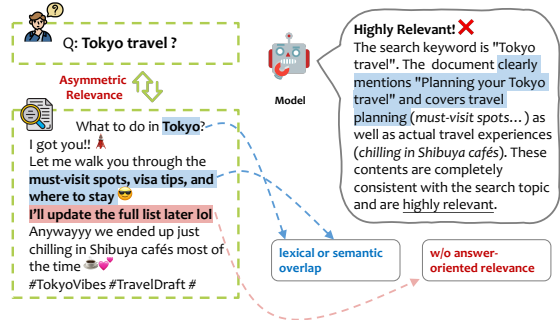 Q: Tokyo travel ?
Asymmetric
Relevance
What to do in Tokyo?
I got you!! 🗼
Let me walk you through the
must-visit spots, visa tips, and
where to stay 😎
I'll update the full list later lol
Anywayyy we ended up just
chilling in Shibuya cafés most of
the time ☕💕
#TokyoVibes #TravelDraft #
Model
Highly Relevant! ❌
The search keyword is "Tokyo
travel". The document clearly
mentions "Planning your Tokyo
travel" and covers travel
planning (must-visit spots… ) as
well as actual travel experiences
(chilling in Shibuya cafés). These
contents are completely
consistent with the search topic
and are highly relevant.
lexical or semantic
overlap
w/o answer-
oriented relevance